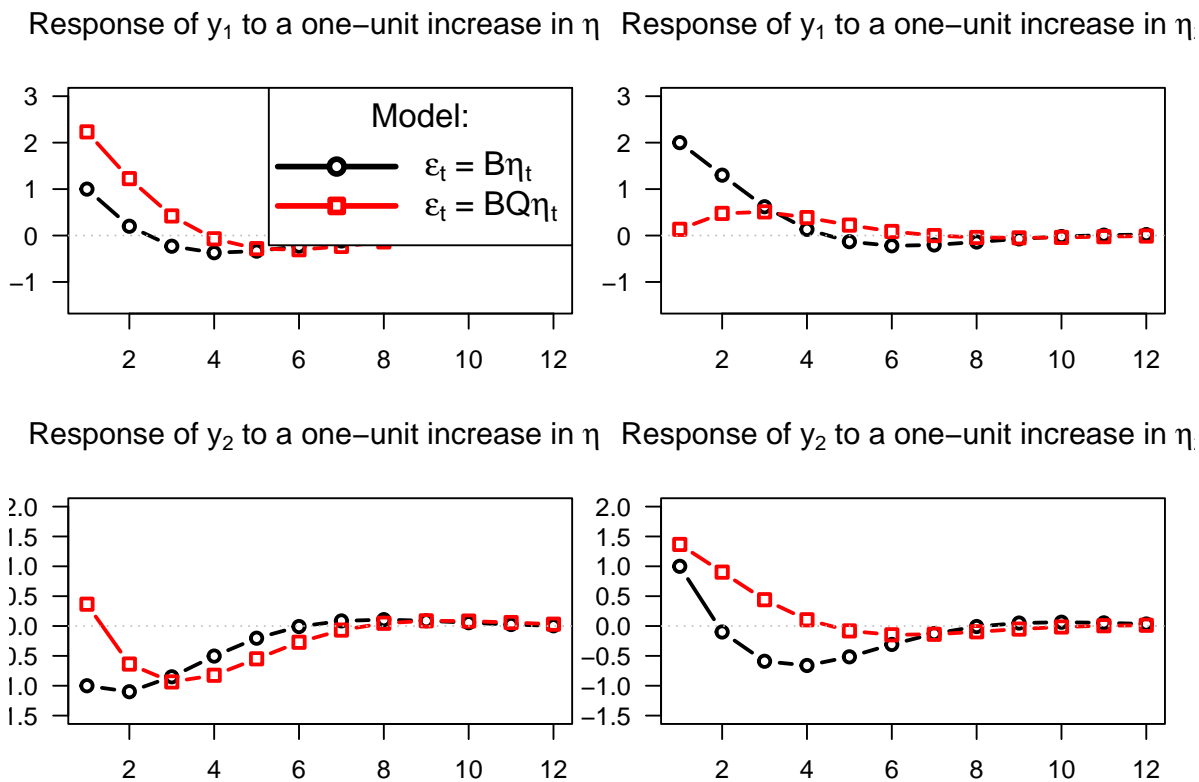 Response of y₁ to a one−unit increase in η
3
2
1
0
−1
Model:
εₜ = Bηₜ
εₜ = BQηₜ
2 4 6 8 10 12
Response of y₁ to a one−unit increase in η
3
2
1
0
−1
2 4 6 8 10 12
Response of y₂ to a one−unit increase in η
2.0
1.5
1.0
0.5
0.0
0.5
1.0
1.5
2 4 6 8 10 12
Response of y₂ to a one−unit increase in η
2.0
1.5
1.0
0.5
0.0
−0.5
−1.0
−1.5
2 4 6 8 10 12